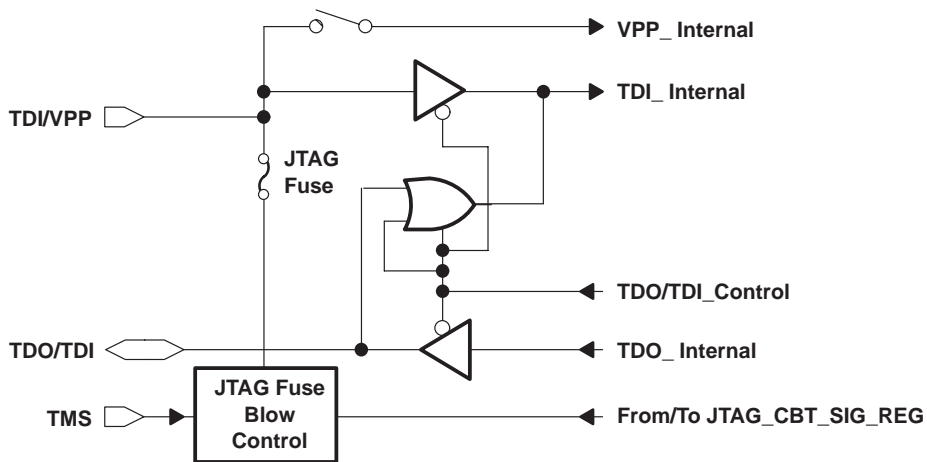 VPP_ Internal
TDI_ Internal
TDI/VPP
JTAG
Fuse
TDO/TDI_Control
TDO/TDI
TDO_ Internal
JTAG Fuse
Blow
Control
TMS
From/To JTAG_CBT_SIG_REG